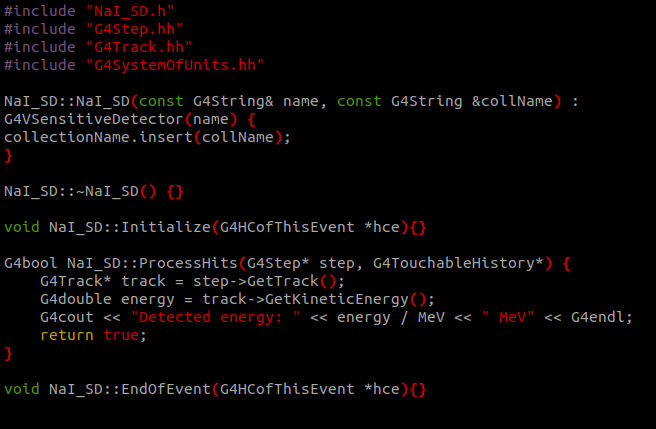 #include "NaI_SD.h"
#include "G4Step.hh"
#include "G4Track.hh"
#include "G4SystemOfUnits.hh"

NaI_SD::NaI_SD(const G4String& name, const G4String &collName) :
G4VSensitiveDetector(name) {
collectionName.insert(collName);
}

NaI_SD::~NaI_SD() {}

void NaI_SD::Initialize(G4HCofThisEvent *hce){}

G4bool NaI_SD::ProcessHits(G4Step* step, G4TouchableHistory*) {
    G4Track* track = step->GetTrack();
    G4double energy = track->GetKineticEnergy();
    G4cout << "Detected energy: " << energy / MeV << " MeV" << G4endl;
    return true;
}

void NaI_SD::EndOfEvent(G4HCofThisEvent *hce){}